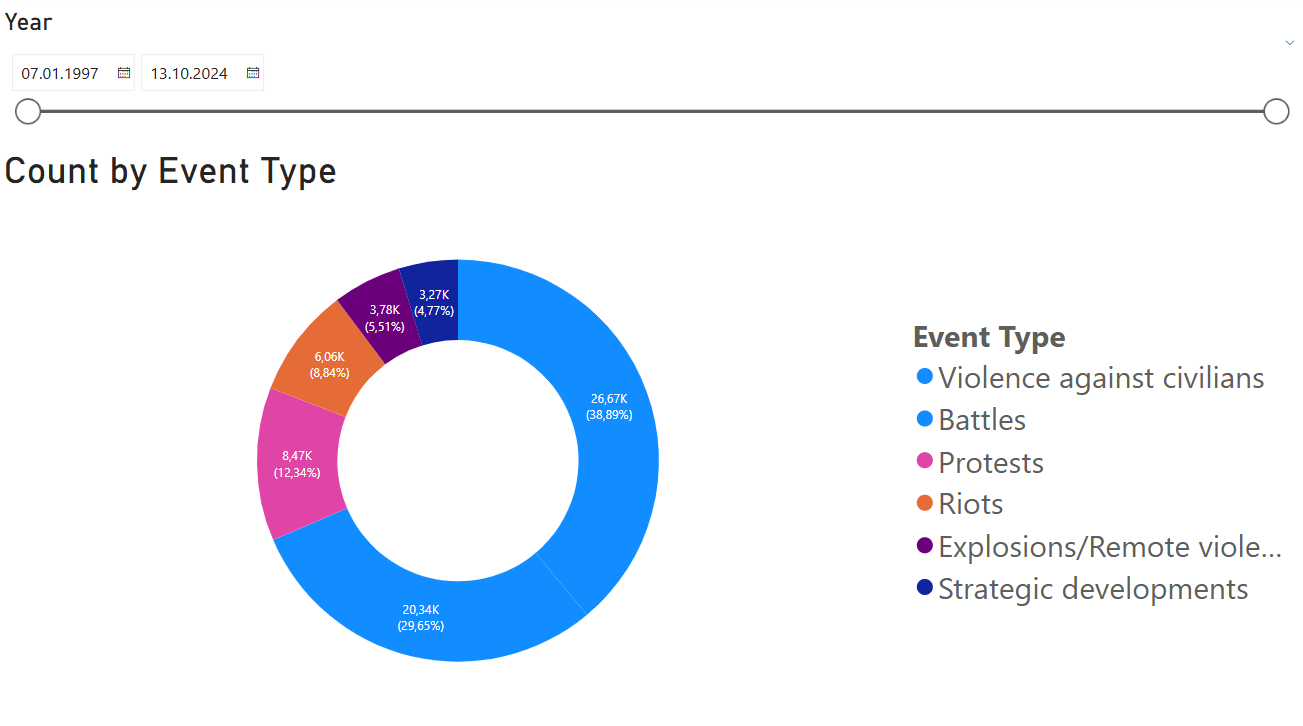 Year
07.01.1997
13.10.2024
Count by Event Type
3,27K
(4,77%)
3,78K
(5,51%)
6,06K
(8,84%)
26,67K
(38,89%)
8,47K
(12,34%)
20,34K
(29,65%)
Event Type
Violence against civilians
Battles
Protests
Riots
Explosions/Remote viole...
Strategic developments